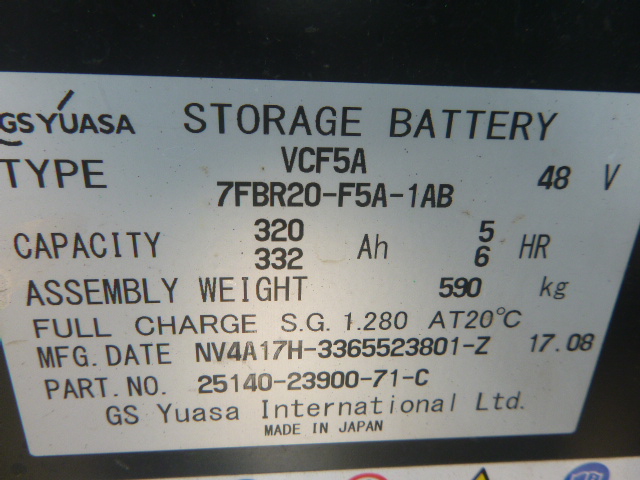 GS YUASA STORAGE BATTERY
TYPE VCF5A 48 V
7FBR20-F5A-1AB
CAPACITY 320 Ah 5 HR
332 6
ASSEMBLY WEIGHT 590 kg
FULL CHARGE S.G. 1.280 AT20°C
MFG. DATE NV4A17H-3365523801-Z 17.08
PART. NO. 25140-23900-71-C
GS Yuasa International Ltd.
MADE IN JAPAN